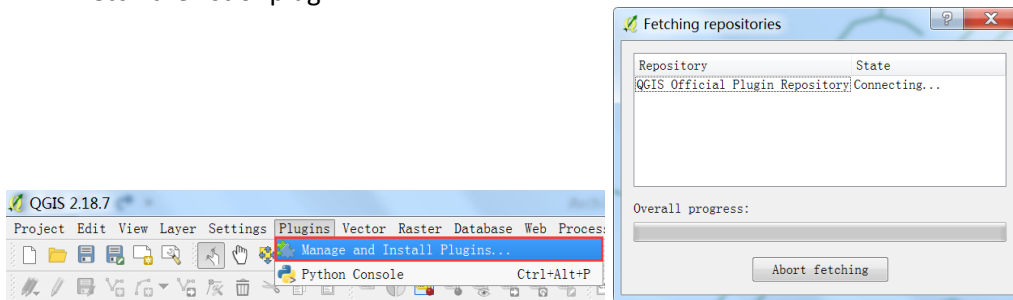 Fetching repositories
Repository State
QGIS Official Plugin Repository Connecting...
Overall progress:
Abort fetching
QGIS 2.18.7
Project Edit View Layer Settings Plugins Vector Raster Database Web
Manage and Install Plugins...
Python Console Ctrl+Alt+P